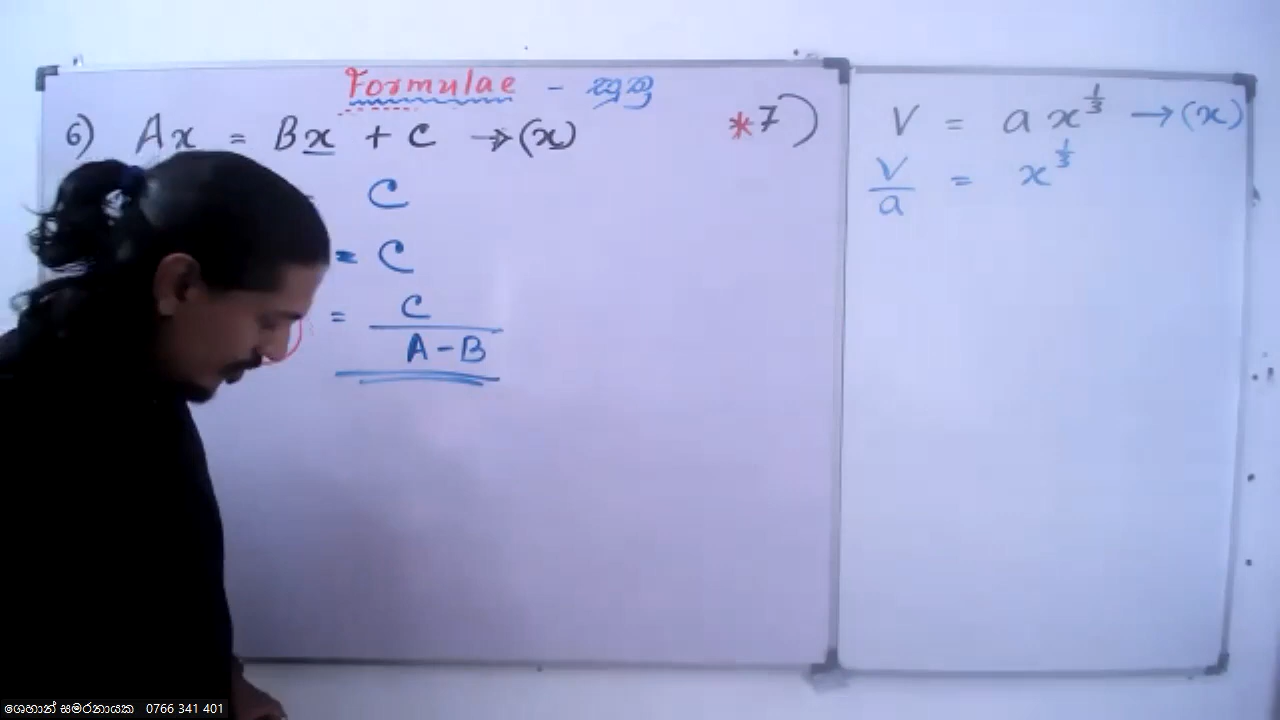 Formulae - සූත්‍ර
6) Ax = Bx + C → (x)
C
= C
= C
A - B
*7) V = a x^{1/3} → (x)
V/a = x^{1/3}
ශෙහාන් සමරනායක 0766 341 401